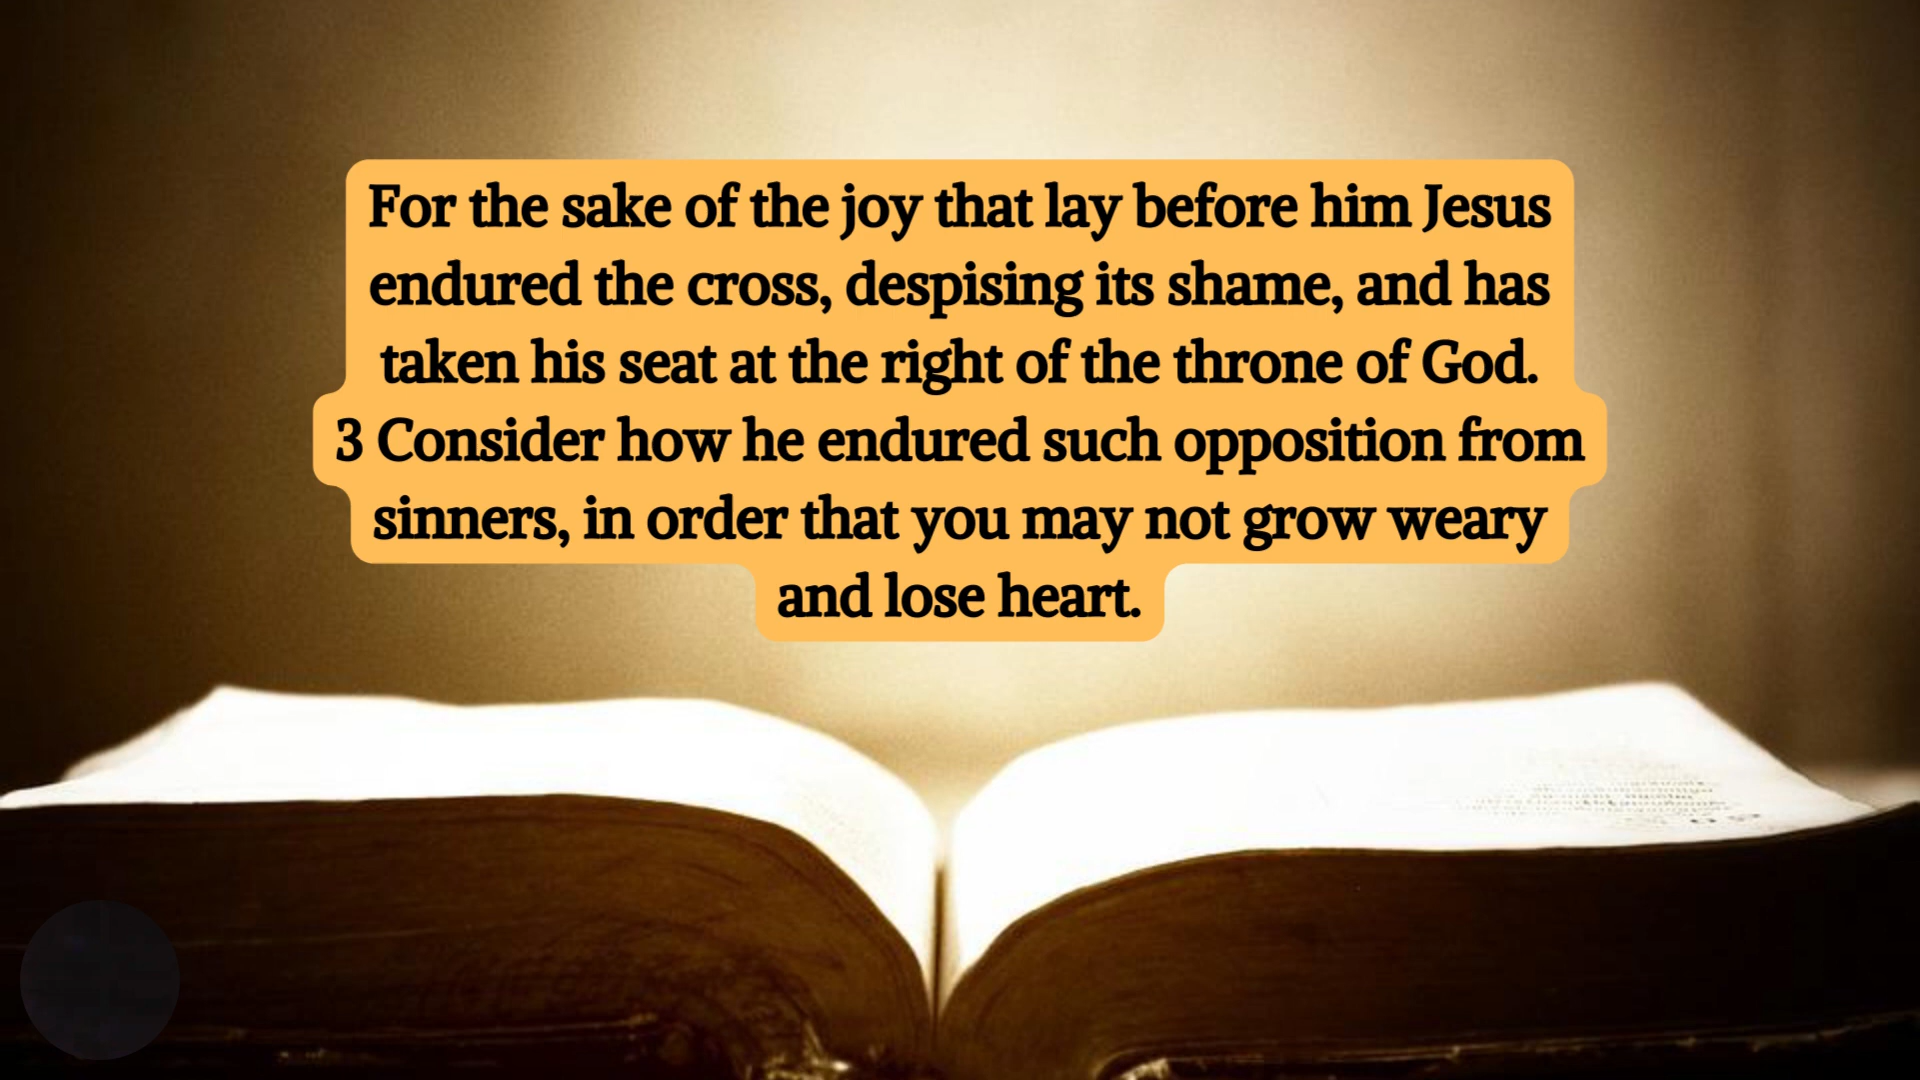 For the sake of the joy that lay before him Jesus
endured the cross, despising its shame, and has
taken his seat at the right of the throne of God.
3 Consider how he endured such opposition from
sinners, in order that you may not grow weary
and lose heart.